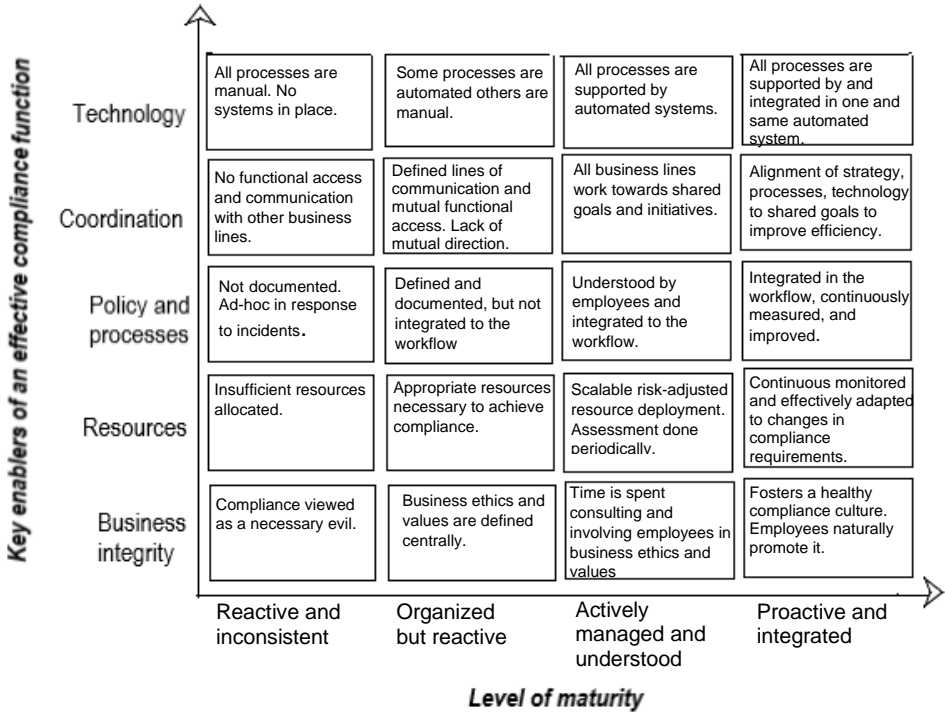 Key enablers of an effective compliance function
Technology
All processes are
manual. No
systems in place.
Some processes are
automated others are
manual.
All processes are
supported by
automated systems.
All processes are
supported by and
integrated in one and
same automated
system.
Coordination
No functional access
and communication
with other business
lines.
Defined lines of
communication and
mutual functional
access. Lack of
mutual direction.
All business lines
work towards shared
goals and initiatives.
Alignment of strategy,
processes, technology
to shared goals to
improve efficiency.
Policy and
processes
Not documented.
Ad-hoc in response
to incidents.
Defined and
documented, but not
integrated to the
workflow
Understood by
employees and
integrated to the
workflow.
Integrated in the
workflow, continuously
measured, and
improved.
Resources
Insufficient resources
allocated.
Appropriate resources
necessary to achieve
compliance.
Scalable risk-adjusted
resource deployment.
Assessment done
periodically.
Continuous monitored
and effectively adapted
to changes in
compliance
requirements.
Business
integrity
Compliance viewed
as a necessary evil.
Business ethics and
values are defined
centrally.
Time is spent
consulting and
involving employees in
business ethics and
values
Fosters a healthy
compliance culture.
Employees naturally
promote it.
Reactive and
inconsistent
Organized
but reactive
Actively
managed and
understood
Proactive and
integrated
Level of maturity